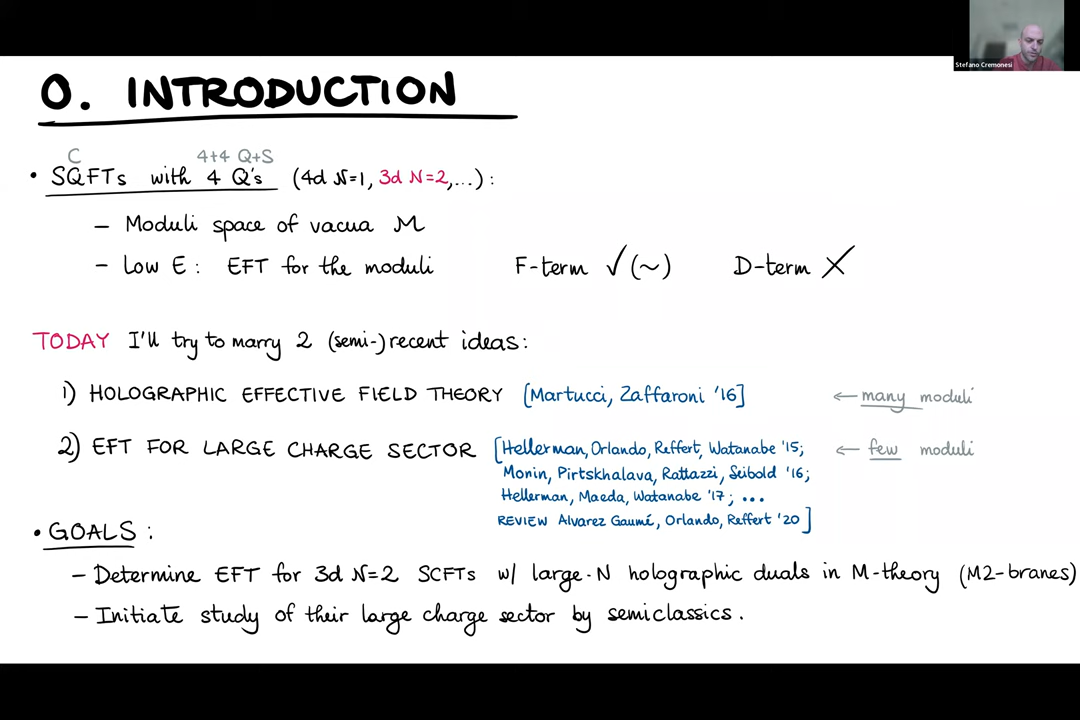 Stefano Cremonesi
0. INTRODUCTION
C 4+4 Q+S
• SQFTs with 4 Q's (4d N=1, 3d N=2,...):
– Moduli space of vacua M
– Low E: EFT for the moduli F-term ✓(~) D-term X
TODAY I'll try to marry 2 (semi-)recent ideas:
1) HOLOGRAPHIC EFFECTIVE FIELD THEORY [Martucci, Zaffaroni '16] ← many moduli
2) EFT FOR LARGE CHARGE SECTOR [Hellerman, Orlando, Reffert, Watanabe '15; ← few moduli
Monin, Pirtskhalava, Rattazzi, Seibold '16;
Hellerman, Maeda, Watanabe '17; ...
REVIEW Alvarez Gaumé, Orlando, Reffert '20]
• GOALS:
– Determine EFT for 3d N=2 SCFTs w/ large-N holographic duals in M-theory (M2-branes)
– Initiate study of their large charge sector by semiclassics.